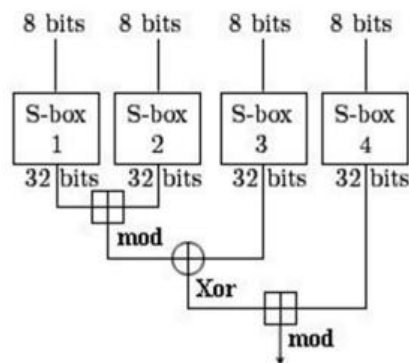 8 bits 8 bits 8 bits 8 bits
S-box S-box S-box S-box
1 2 3 4
32 bits 32 bits 32 bits 32 bits
mod
Xor
mod